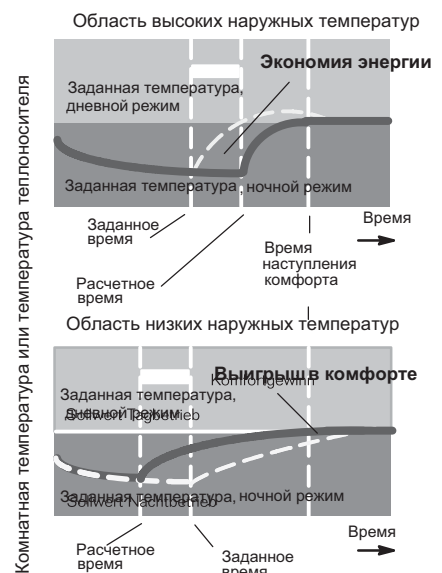 Область высоких наружных температур
Экономия энергии
Заданная температура,
дневной режим
Заданная температура, ночной режим
Заданное
время
Время
Расчетное
время
Время
наступления
комфорта
Комнатная температура или температура теплоносителя
Область низких наружных температур
Выигрыш в комфорте
Komfortgewinn
Заданная температура,
дневной режим
Sollwert Tagbetrieb
Заданная температура, ночной режим
Sollwert Nachtbetrieb
Время
Расчетное
время
Заданное
время